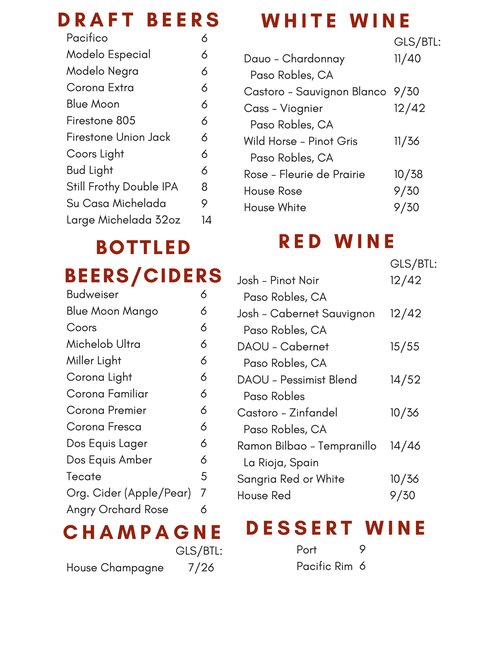 DRAFT BEERS
Pacifico 6
Modelo Especial 6
Modelo Negra 6
Corona Extra 6
Blue Moon 6
Firestone 805 6
Firestone Union Jack 6
Coors Light 6
Bud Light 6
Still Frothy Double IPA 8
Su Casa Michelada 9
Large Michelada 32oz 14
BOTTLED
BEERS/CIDERS
Budweiser 6
Blue Moon Mango 6
Coors 6
Michelob Ultra 6
Miller Light 6
Corona Light 6
Corona Familiar 6
Corona Premier 6
Corona Fresca 6
Dos Equis Lager 6
Dos Equis Amber 6
Tecate 5
Org. Cider (Apple/Pear) 7
Angry Orchard Rose 6
CHAMPAGNE
GLS/BTL:
House Champagne 7/26
WHITE WINE
GLS/BTL:
Dauo - Chardonnay 11/40
Paso Robles, CA
Castoro - Sauvignon Blanco 9/30
Cass - Viognier 12/42
Paso Robles, CA
Wild Horse - Pinot Gris 11/36
Paso Robles, CA
Rose - Fleurie de Prairie 10/38
House Rose 9/30
House White 9/30
RED WINE
GLS/BTL:
Josh - Pinot Noir 12/42
Paso Robles, CA
Josh - Cabernet Sauvignon 12/42
Paso Robles, CA
DAOU - Cabernet 15/55
Paso Robles, CA
DAOU - Pessimist Blend 14/52
Paso Robles
Castoro - Zinfandel 10/36
Paso Robles, CA
Ramon Bilbao - Tempranillo 14/46
La Rioja, Spain
Sangria Red or White 10/36
House Red 9/30
DESSERT WINE
Port 9
Pacific Rim 6